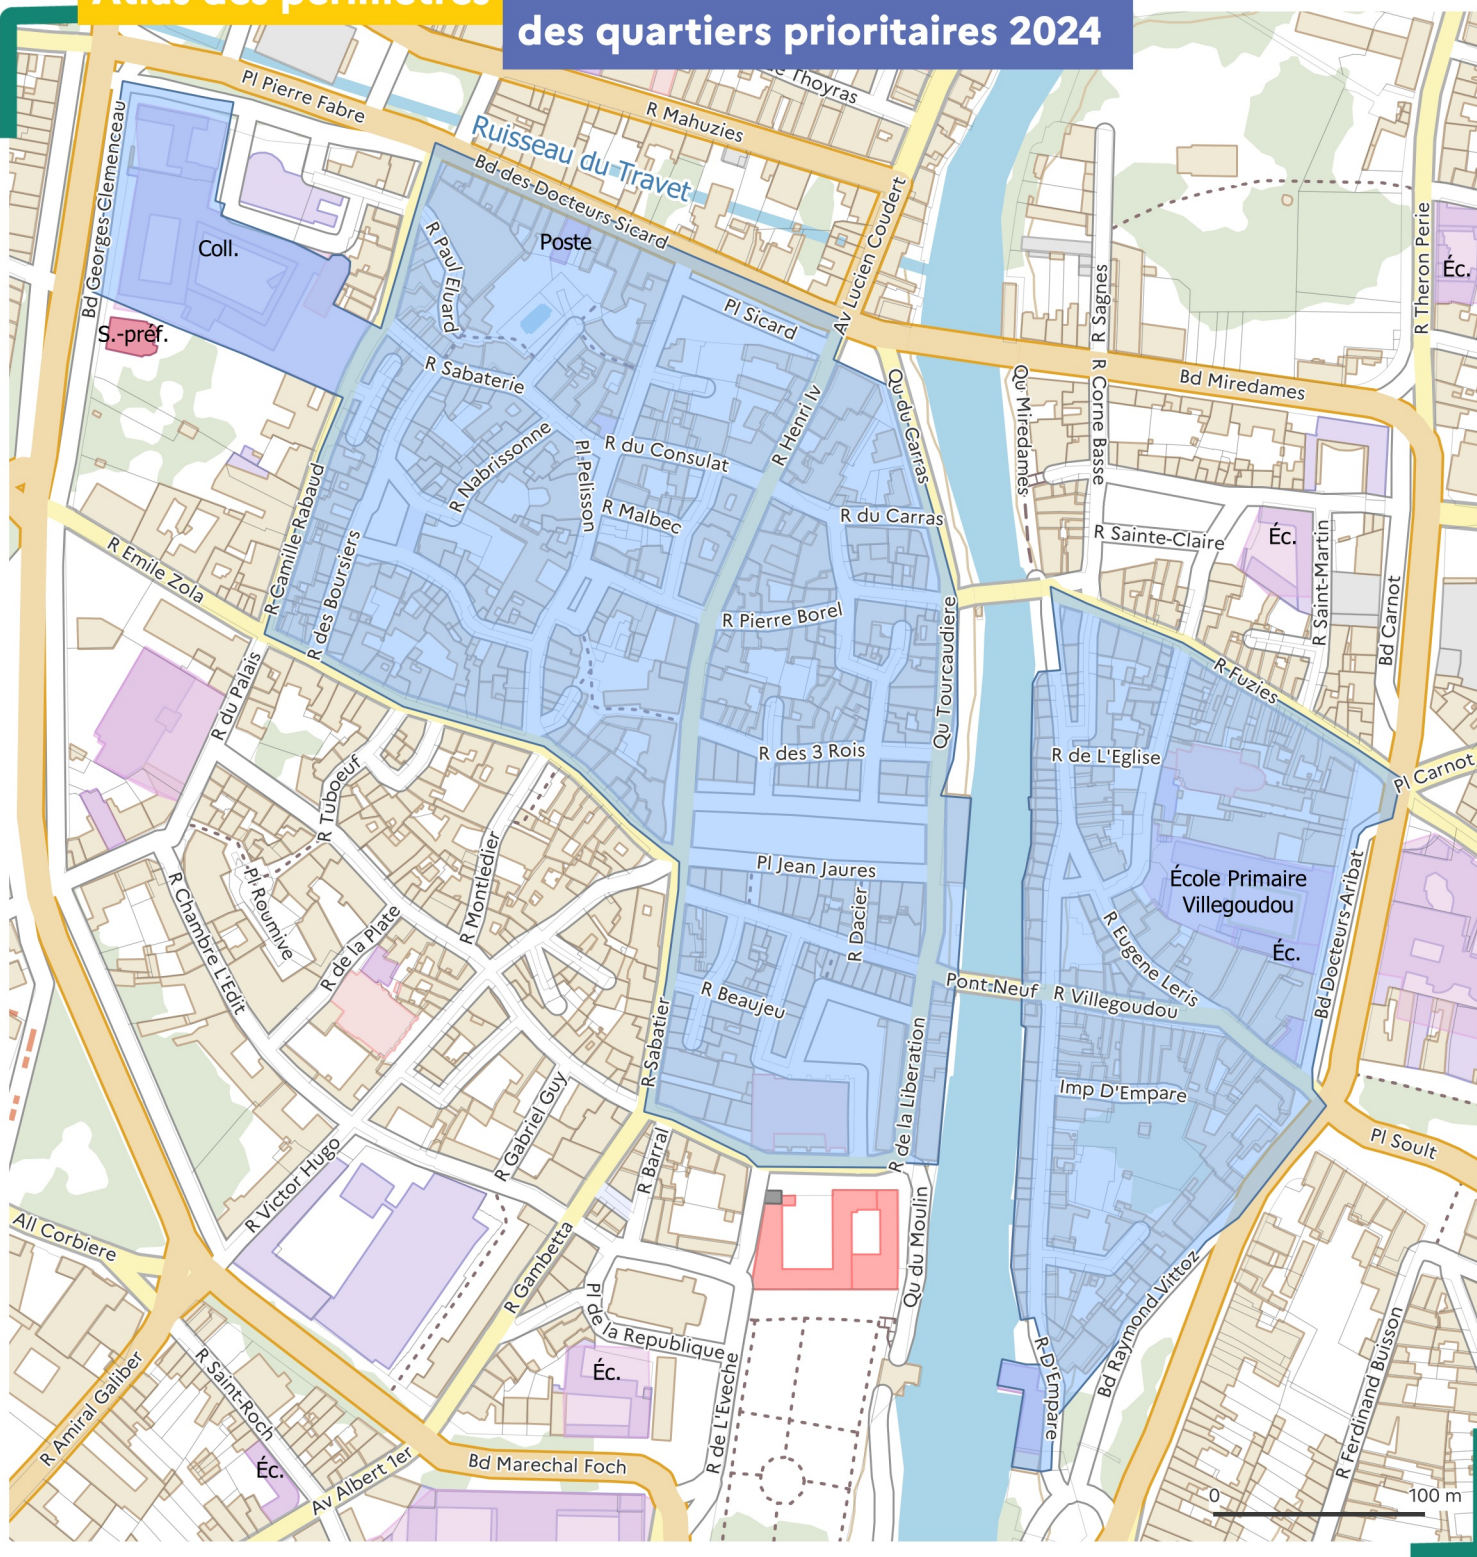 Atlas des périmètres
des quartiers prioritaires 2024
Pl Pierre Fabre
R Mahuzies
Thoyras
Ruisseau du Travet
Bd des Docteurs Sicard
Bd Georges Clemenceau
Av Lucien Coudert
R Theron Perie
Coll.
Poste
Éc.
R Paul Eluard
Pl Sicard
R Sagues
S.-préf.
R Sabaterie
R Henri Iv
Qu du Carras
Qu Miredames
R Corne Basse
Bd Miredames
R Nabrissonne
Pl Pelisson
R du Consulat
R Malbec
R du Carras
R Sainte-Claire
Éc.
R Saint-Martin
Bd Carnot
R Emile Zola
R Camille Rabaud
R des Boursiers
R Pierre Borel
Qu Tourcaudiere
R Fuzies
R du Palais
R des 3 Rois
R de L'Eglise
Pl Carnot
R Tuboeuf
R Montledier
Pl Jean Jaures
École Primaire
Villegoudou
Éc.
R Chambre L'Edit
Pl Roumive
R de la Plate
R Dacier
R Eugene Leris
Bd Docteurs Aribat
R Beaujeu
Pont Neuf
R Villegoudou
R Sabatier
R de la Liberation
Imp D'Empare
Pl Soult
R Gabriel Guy
R Victor Hugo
R Barral
All Corbiere
R Gambetta
Qu du Moulin
Bd Raymond Vittoz
Pl de la Republique
R D'Empare
R Ferdinand Buisson
R Amiral Galiber
R Saint-Roch
Éc.
R de L'Eveche
Éc.
Av Albert 1er
Bd Marechal Foch
0
100 m